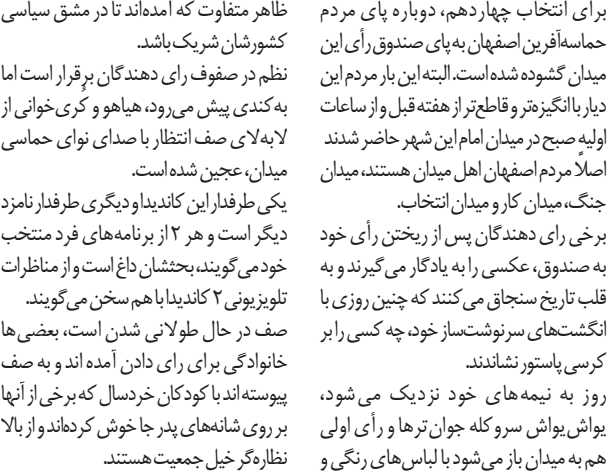 برای انتخاب چهاردهم، دوباره پای مردم
حماسه‌آفرین اصفهان به پای صندوق رأی این
میدان گشوده شده است. البته این بار مردم این
دیار باانگیزه‌تر و قاطع‌تر از هفته قبل و از ساعات
اولیه صبح در میدان امام این شهر حاضر شدند
اصلاً مردم اصفهان اهل میدان هستند، میدان
جنگ، میدان کار و میدان انتخاب.
برخی رای دهندگان پس از ریختن رأی خود
به صندوق، عکسی را به یادگار می‌گیرند و به
قلب تاریخ سنجاق می‌کنند که چنین روزی با
انگشت‌های سرنوشت‌ساز خود، چه کسی را بر
کرسی پاستور نشاندند.
روز به نیمه‌های خود نزدیک می‌شود،
یواش‌یواش سر و کله جوان‌ترها و رأی اولی
هم به میدان باز می‌شود با لباس‌های رنگی و
ظاهر متفاوت که آمده‌اند تا در مشق سیاسی
کشورشان شریک باشد.
نظم در صفوف رای دهندگان برقرار است اما
به کندی پیش می‌رود، هیاهو و کُری‌خوانی از
لابه‌لای صف انتظار با صدای نوای حماسی
میدان، عجین شده است.
یکی طرفدار این کاندیدا و دیگری طرفدار نامزد
دیگر است و هر ۲ از برنامه‌های فرد منتخب
خود می‌گویند، بحثشان داغ است و از مناظرات
تلویزیونی ۲ کاندیدا با هم سخن می‌گویند.
صف در حال طولانی شدن است، بعضی‌ها
خانوادگی برای رای دادن آمده اند و به صف
پیوسته‌اند با کودکان خردسال که برخی از آنها
بر روی شانه‌های پدر جا خوش کرده‌اند و از بالا
نظاره‌گر خیل جمعیت هستند.